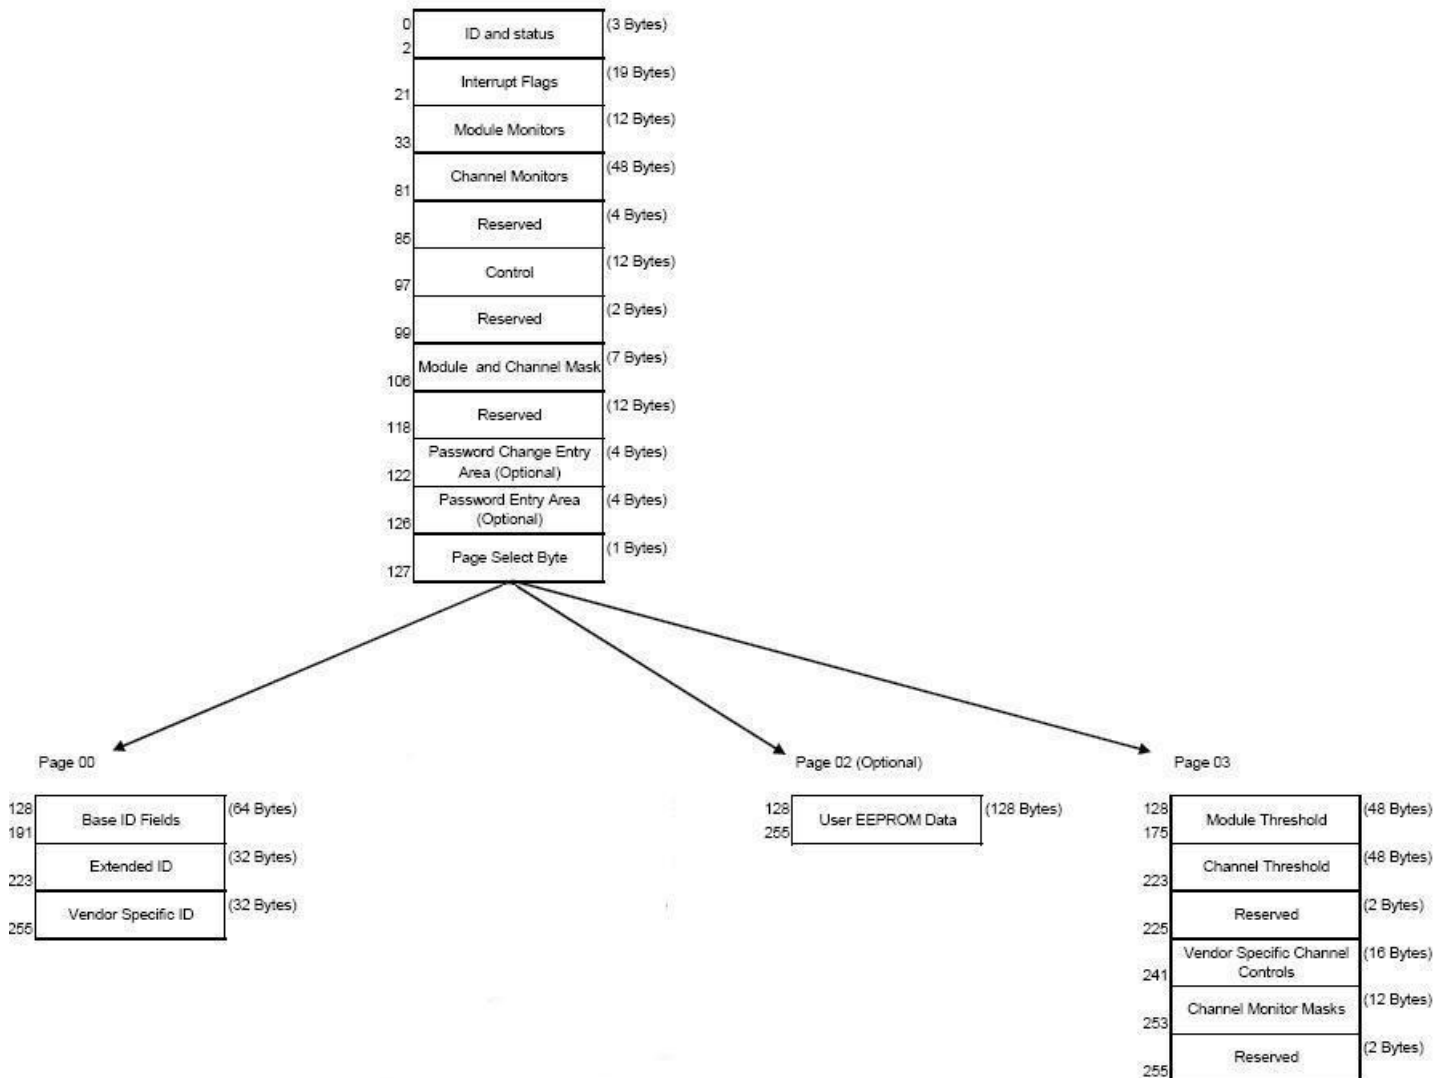 0
ID and status
(3 Bytes)
2
Interrupt Flags
(19 Bytes)
21
Module Monitors
(12 Bytes)
33
Channel Monitors
(48 Bytes)
81
Reserved
(4 Bytes)
85
Control
(12 Bytes)
97
Reserved
(2 Bytes)
99
Module and Channel Mask
(7 Bytes)
106
Reserved
(12 Bytes)
118
Password Change Entry
Area (Optional)
(4 Bytes)
122
Password Entry Area
(Optional)
(4 Bytes)
126
Page Select Byte
(1 Bytes)
127
Page 00
128
Base ID Fields
(64 Bytes)
191
Extended ID
(32 Bytes)
223
Vendor Specific ID
(32 Bytes)
255
Page 02 (Optional)
128
User EEPROM Data
(128 Bytes)
255
Page 03
128
Module Threshold
(48 Bytes)
175
Channel Threshold
(48 Bytes)
223
Reserved
(2 Bytes)
225
Vendor Specific Channel
Controls
(16 Bytes)
241
Channel Monitor Masks
(12 Bytes)
253
Reserved
(2 Bytes)
255